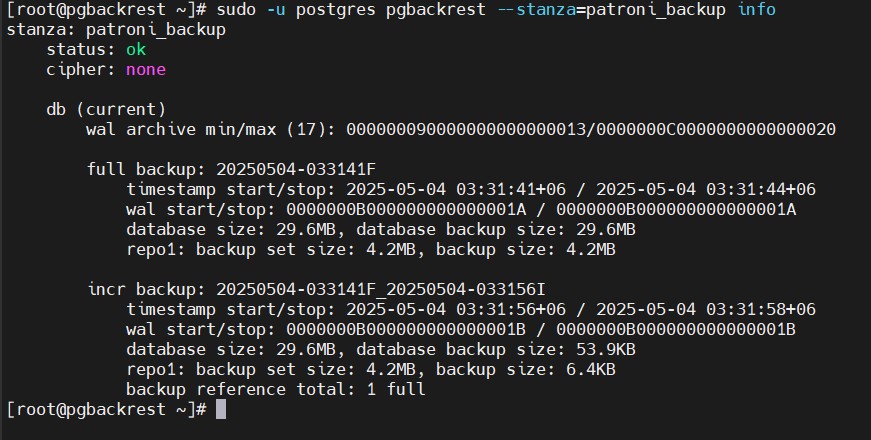 [root@pgbackrest ~]# sudo -u postgres pgbackrest --stanza=patroni_backup info
stanza: patroni_backup
status: ok
cipher: none
db (current)
wal archive min/max (17): 000000090000000000000013/0000000C0000000000000020
full backup: 20250504-033141F
timestamp start/stop: 2025-05-04 03:31:41+06 / 2025-05-04 03:31:44+06
wal start/stop: 0000000B000000000000001A / 0000000B000000000000001A
database size: 29.6MB, database backup size: 29.6MB
repo1: backup set size: 4.2MB, backup size: 4.2MB
incr backup: 20250504-033141F_20250504-033156I
timestamp start/stop: 2025-05-04 03:31:56+06 / 2025-05-04 03:31:58+06
wal start/stop: 0000000B000000000000001B / 0000000B000000000000001B
database size: 29.6MB, database backup size: 53.9KB
repo1: backup set size: 4.2MB, backup size: 6.4KB
backup reference total: 1 full
[root@pgbackrest ~]#